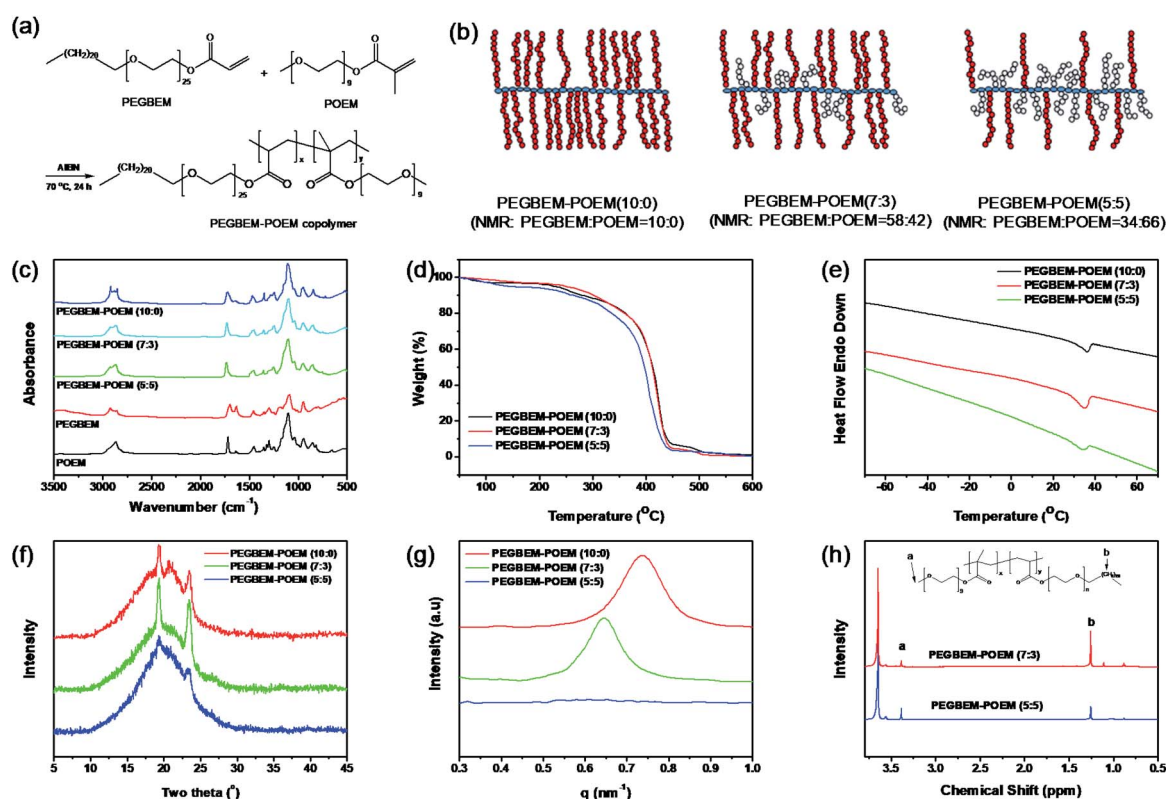 (a)
(CH2)20
O
O
O
25
PEGBEM
+
O
O
O
9
POEM
AIBN
70 °C, 24 h
(CH2)20
O
25
O
O
x
y
O
O
O
9
PEGBEM-POEM copolymer
(b)
PEGBEM-POEM(10:0)
(NMR: PEGBEM:POEM=10:0)
PEGBEM-POEM(7:3)
(NMR: PEGBEM:POEM=58:42)
PEGBEM-POEM(5:5)
(NMR: PEGBEM:POEM=34:66)
(c)
Absorbance
PEGBEM-POEM (10:0)
PEGBEM-POEM (7:3)
PEGBEM-POEM (5:5)
PEGBEM
POEM
3500 3000 2500 2000 1500 1000 500
Wavenumber (cm-1)
(d)
Weight (%)
100
80
60
40
20
0
PEGBEM-POEM (10:0)
PEGBEM-POEM (7:3)
PEGBEM-POEM (5:5)
100 200 300 400 500 600
Temperature (°C)
(e)
Heat Flow Endo Down
PEGBEM-POEM (10:0)
PEGBEM-POEM (7:3)
PEGBEM-POEM (5:5)
-60 -40 -20 0 20 40 60
Temperature (°C)
(f)
Intensity
PEGBEM-POEM (10:0)
PEGBEM-POEM (7:3)
PEGBEM-POEM (5:5)
5 10 15 20 25 30 35 40 45
Two theta (°)
(g)
Intensity (a.u)
PEGBEM-POEM (10:0)
PEGBEM-POEM (7:3)
PEGBEM-POEM (5:5)
0.3 0.4 0.5 0.6 0.7 0.8 0.9 1.0
q (nm-1)
(h)
Intensity
a
b
x
y
O
O
O
O
9
n
a
b
PEGBEM-POEM (7:3)
PEGBEM-POEM (5:5)
3.5 3.0 2.5 2.0 1.5 1.0 0.5
Chemical Shift (ppm)